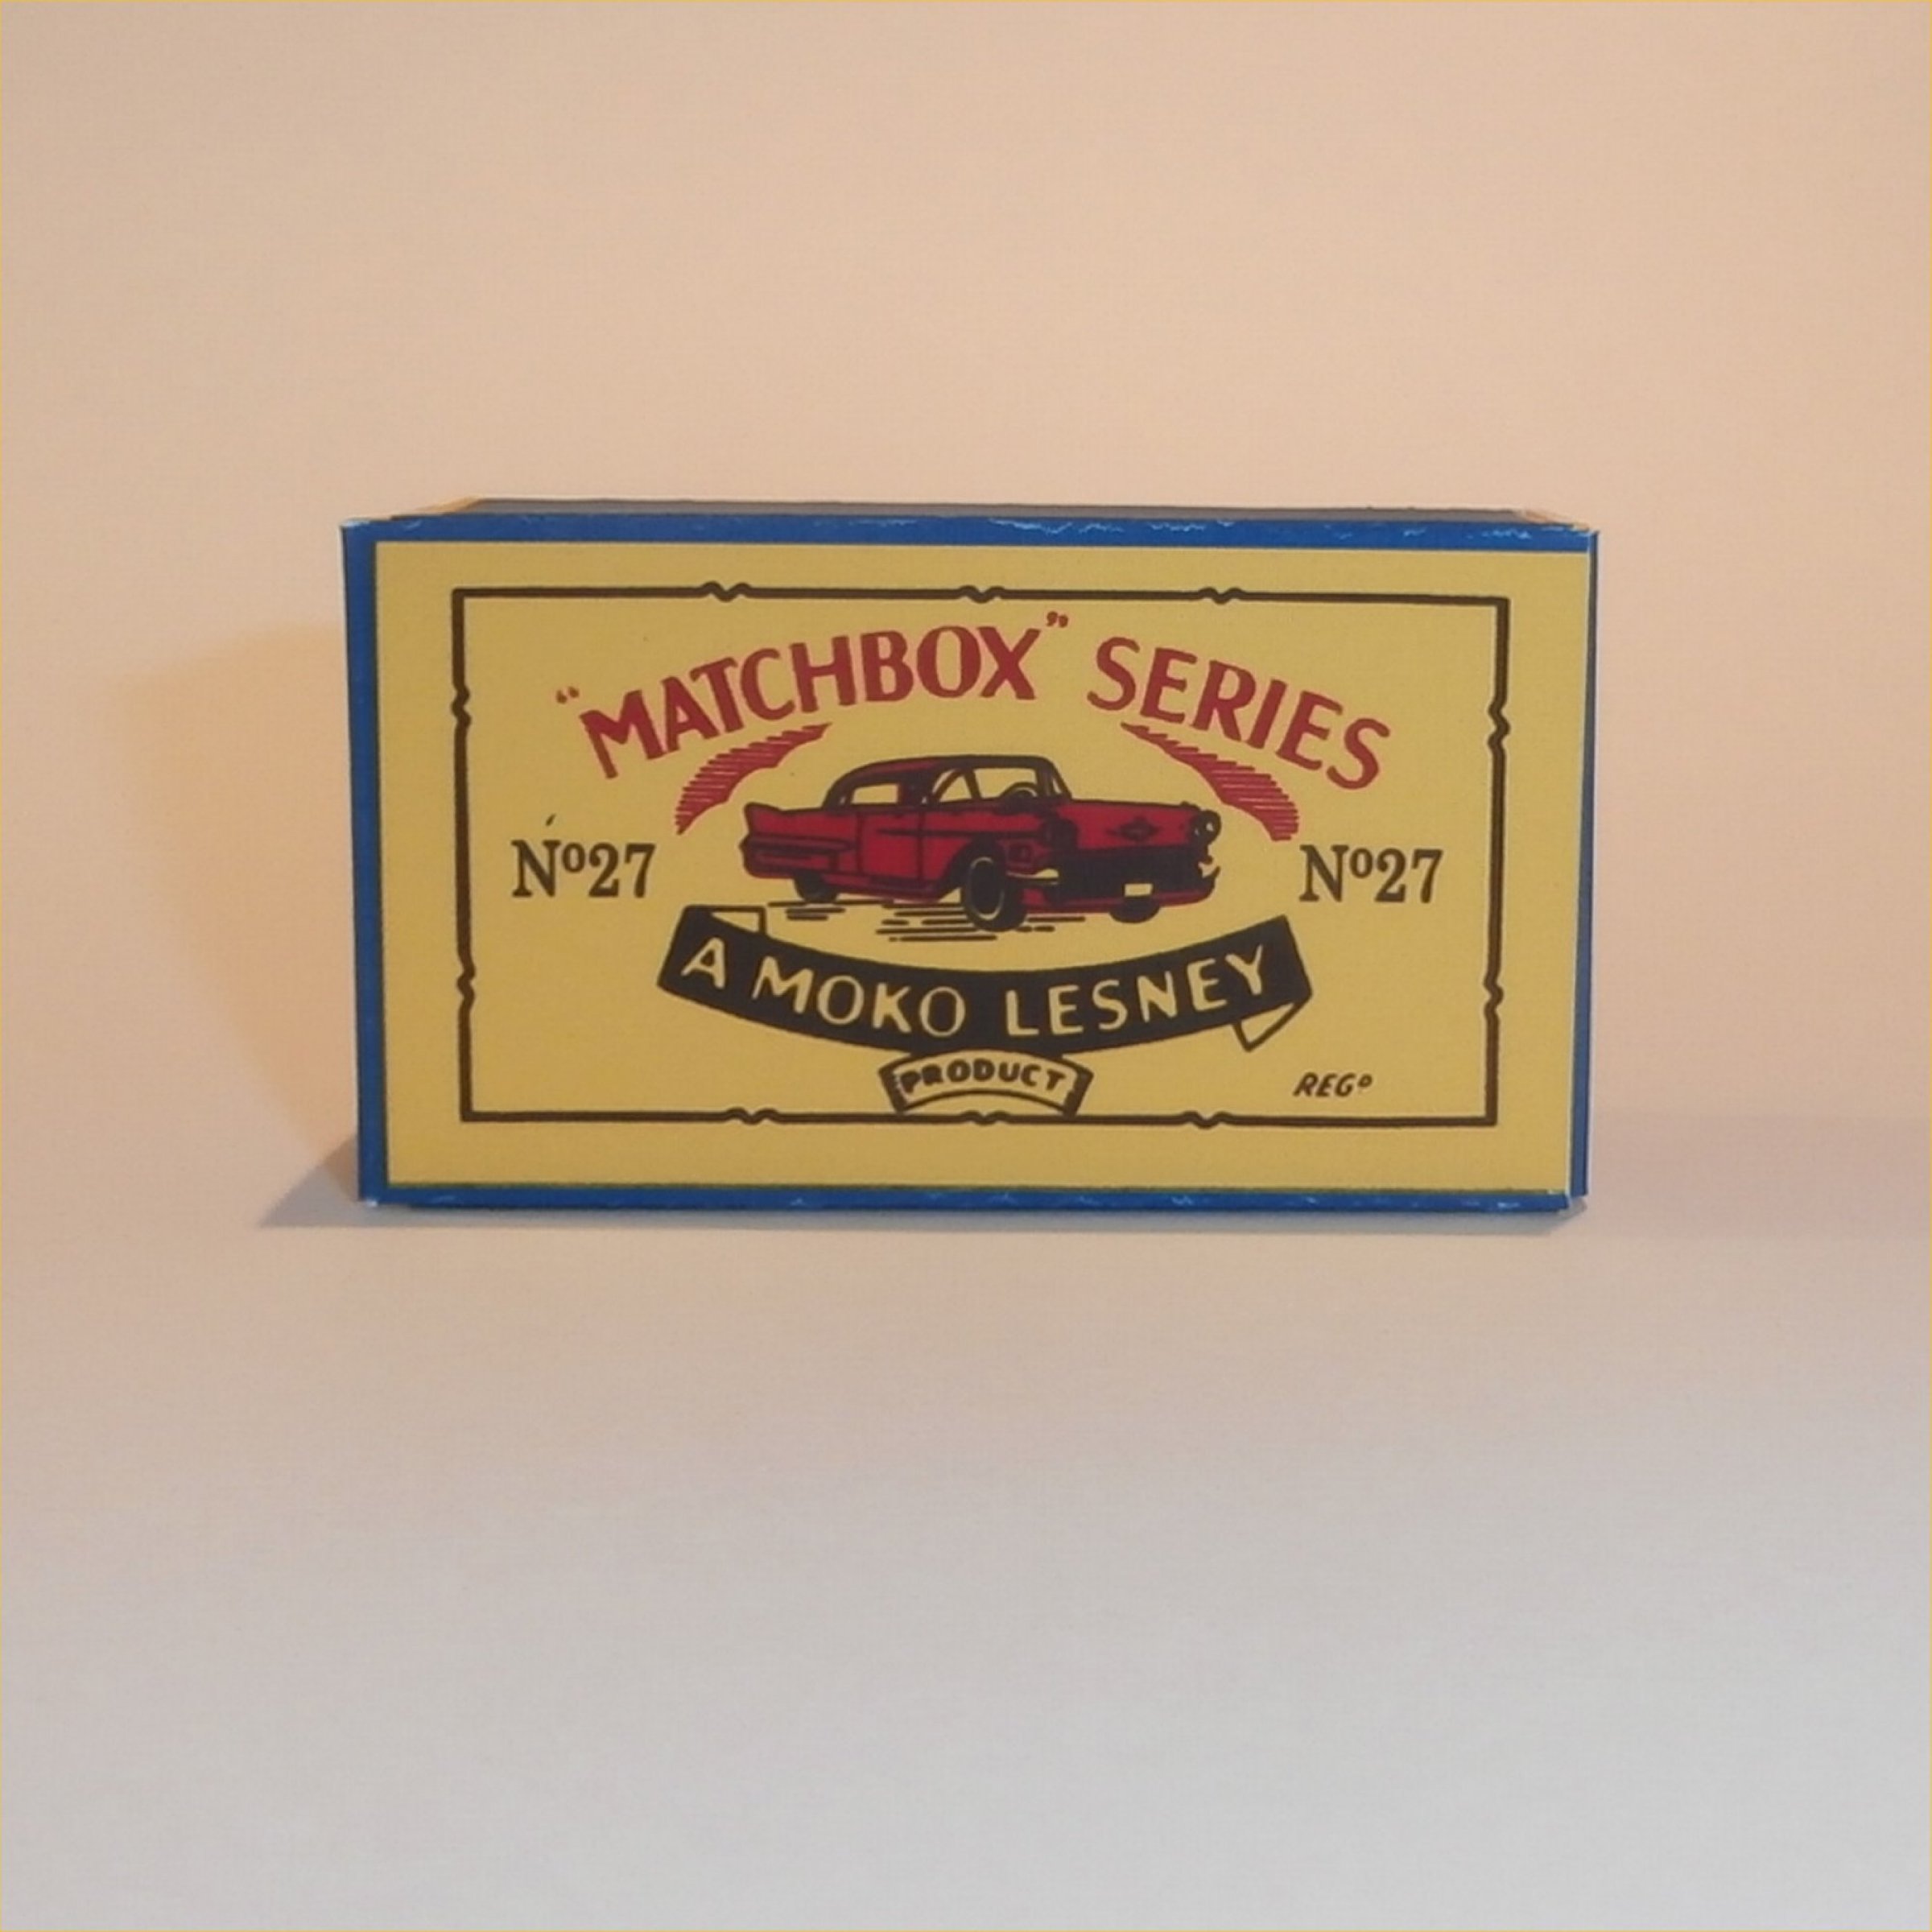 “MATCHBOX” SERIES
Nº27 Nº27
A MOKO LESNEY
PRODUCT
REGᴰ